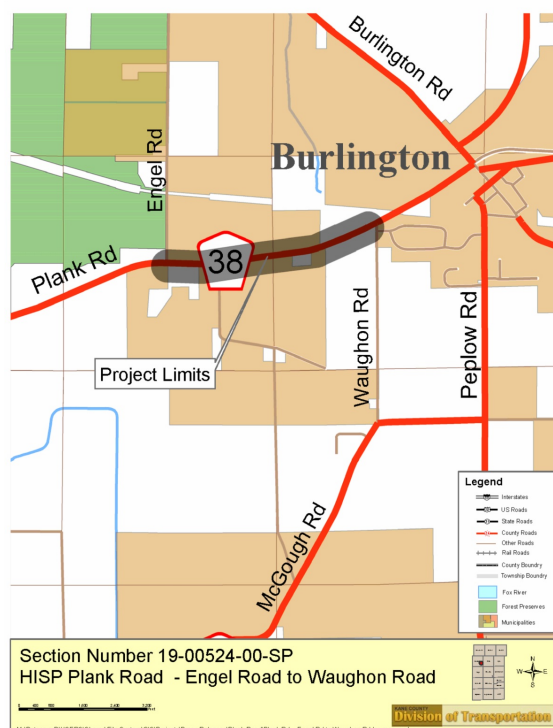 Burlington Rd
Burlington
Engel Rd
Plank Rd
38
Project Limits
Waughon Rd
Peplow Rd
McGough Rd
Legend
Interstates
US Roads
State Roads
County Roads
Other Roads
Rail Roads
County Boundry
Township Boundry
Fox River
Forest Preserves
Municipalities
Section Number 19-00524-00-SP
HISP Plank Road - Engel Road to Waughon Road
N
W E
S
KANE COUNTY
Division of Transportation